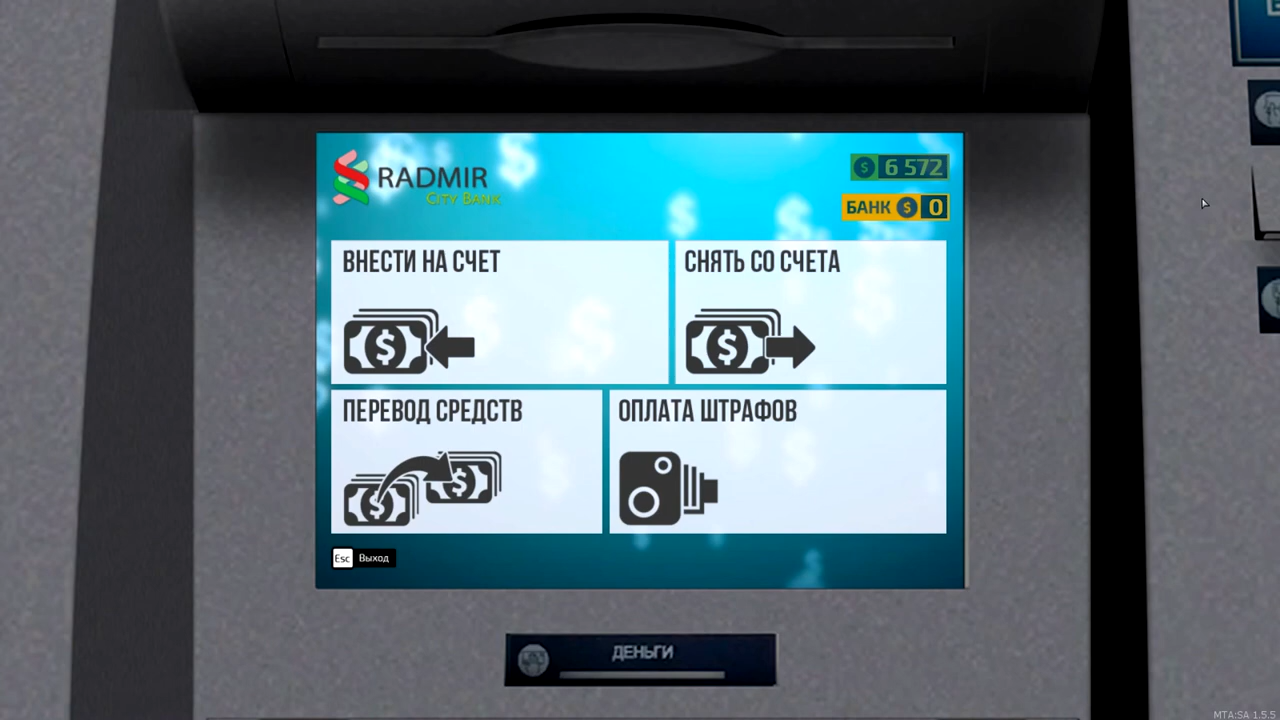 RADMIR
CITY BANK
$ 6 572
БАНК $ 0
ВНЕСТИ НА СЧЕТ
СНЯТЬ СО СЧЕТА
ПЕРЕВОД СРЕДСТВ
ОПЛАТА ШТРАФОВ
Esc Выход
ДЕНЬГИ
MTA:SA 1.5.5